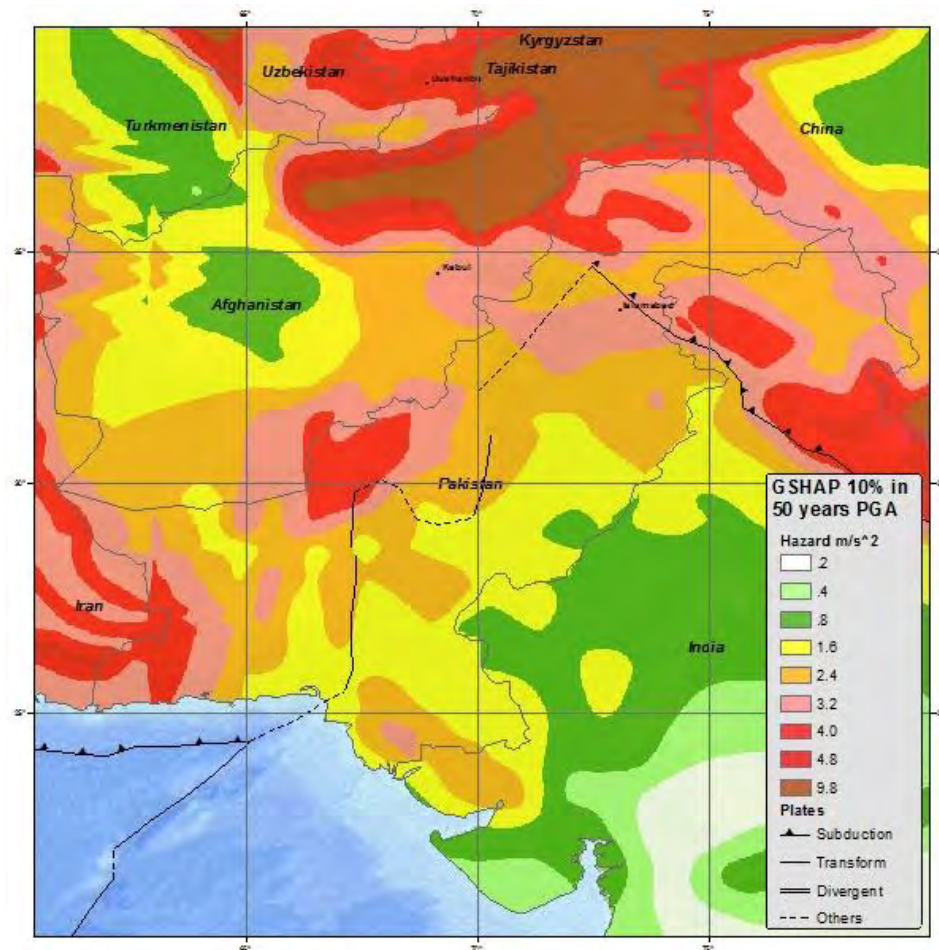 Kyrgyzstan
Uzbekistan
Tajikistan
Turkmenistan
China
Kabul
Afghanistan
Islamabad
Pakistan
Iran
India
GSHAP 10% in
50 years PGA
Hazard m/s^2
.2
.4
.8
1.6
2.4
3.2
4.0
4.8
9.8
Plates
Subduction
Transform
Divergent
Others